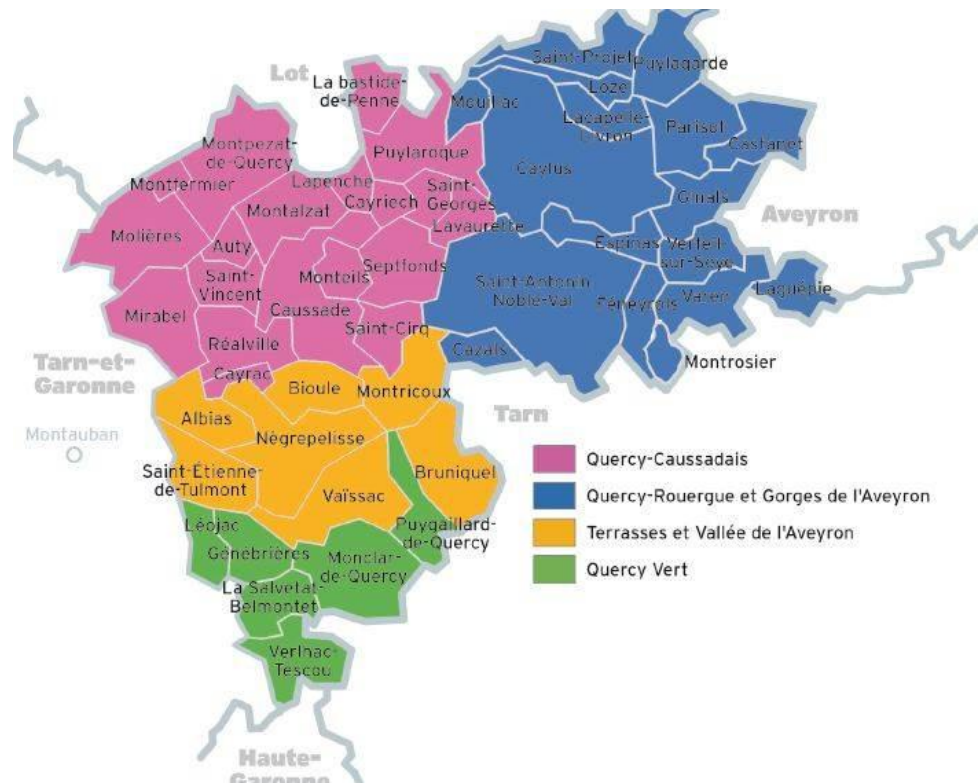 Saint-Projet
Puylagarde
Lot
La bastide-
de-Penne
Mouillac
Loze
Lacapelle-
Livron
Parisot
Castanet
Montpezat-
de-Quercy
Puylaroque
Caylus
Montfermier
Lapenche
Cayriech
Saint-
Georges
Ginals
Montalzat
Lavaurette
Aveyron
Molières
Auty
Espinas
Verfeil-
sur-Seye
Saint-
Vincent
Monteils
Septfonds
Saint-Antonin
Noble-Val
Féneyrols
Varen
Laguépie
Mirabel
Caussade
Réalville
Saint-Cirq
Cazals
Montrosier
Tarn-et-
Garonne
Cayrac
Bioule
Montricoux
Tarn
Albias
Montauban
Nègrepelisse
Saint-Étienne-
de-Tulmont
Vaïssac
Bruniquel
Quercy-Caussadais
Quercy-Rouergue et Gorges de l'Aveyron
Terrasses et Vallée de l'Aveyron
Quercy Vert
Léojac
Génébrières
Monclar-
de-Quercy
Puygaillard-
de-Quercy
La Salvetat-
Belmontet
Verlhac-
Tescou
Haute-
Garonne